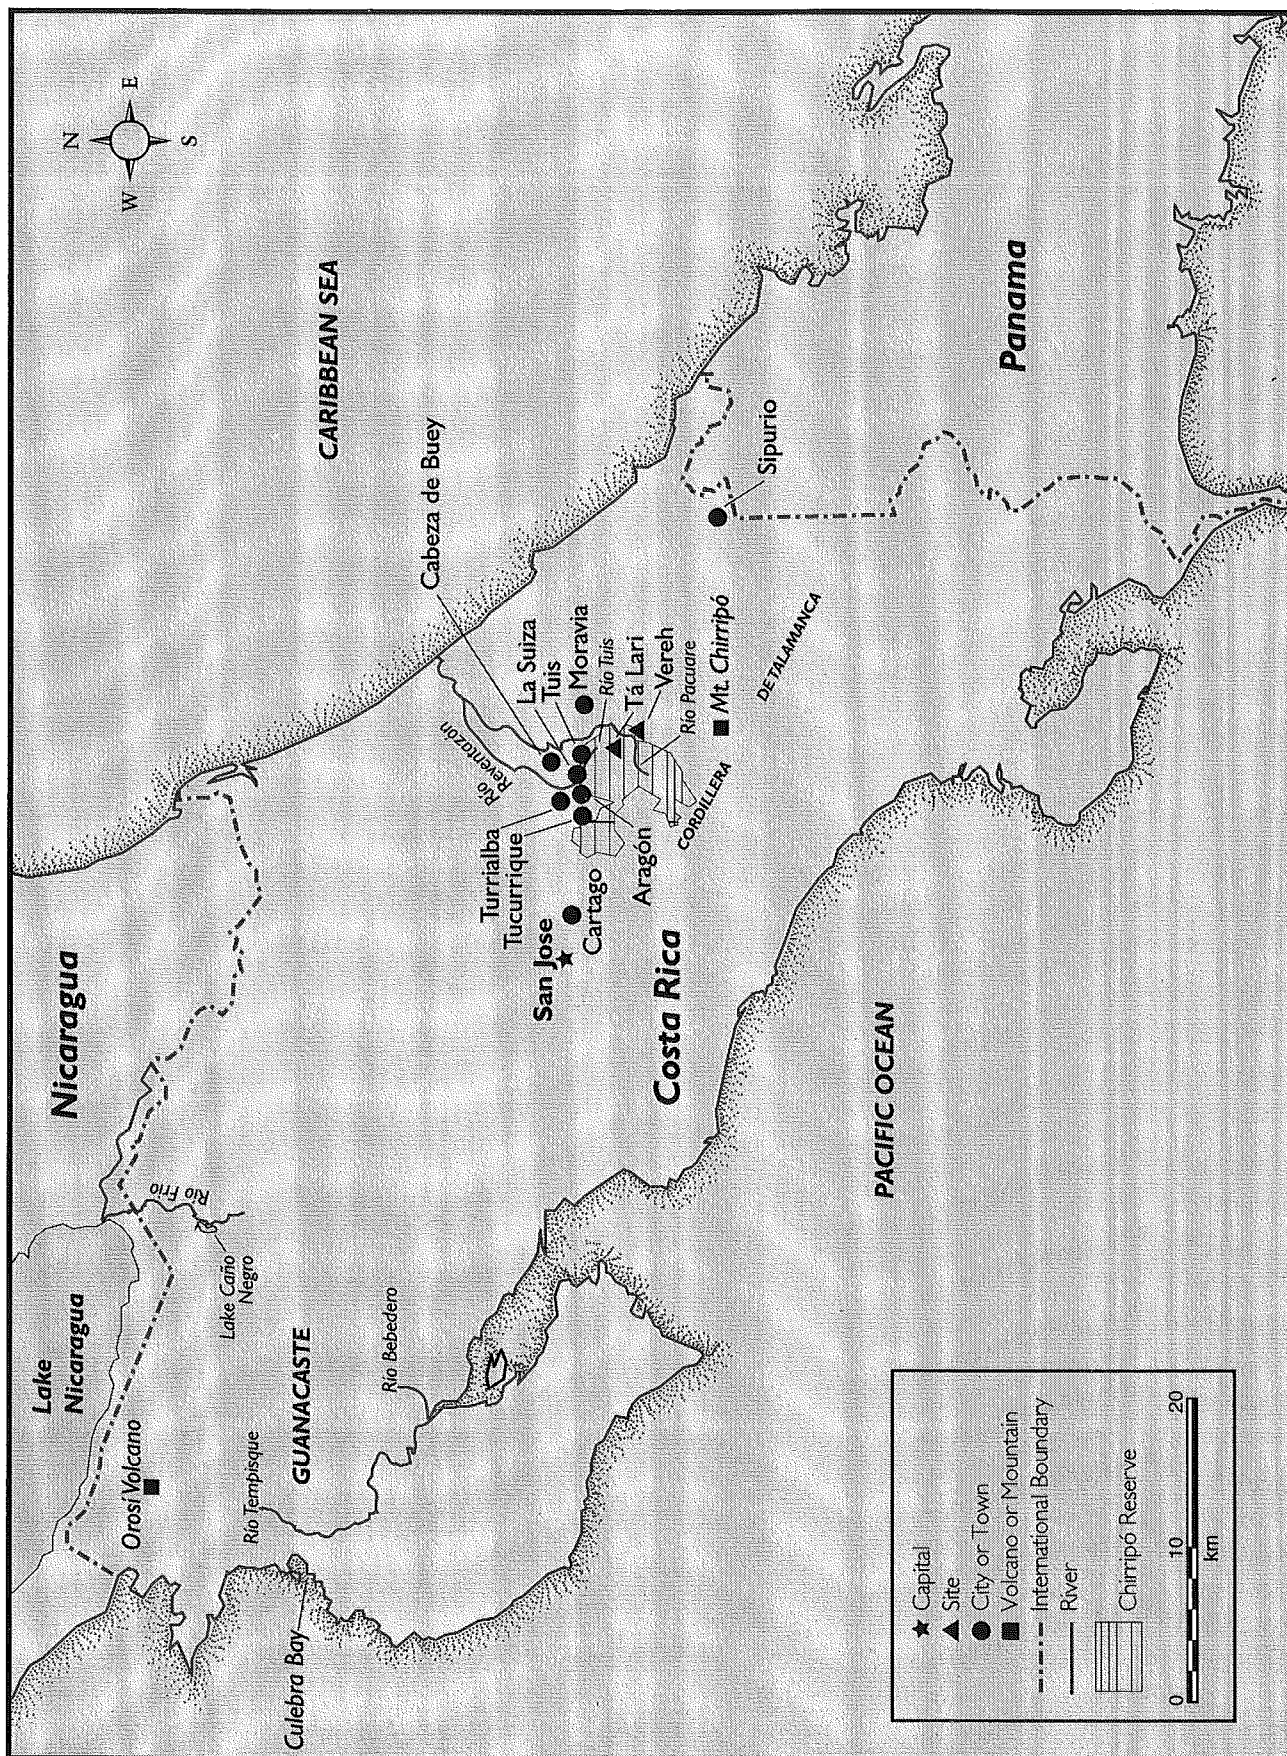 N
W
E
S
Nicaragua
Lake
Nicaragua
Orosí Volcano
Río Frio
Lake Caño
Negro
CARIBBEAN SEA
GUANACASTE
Río Tempisque
Río Bebedero
Culebra Bay
Cabeza de Buey
La Suiza
Tuis
Moravia
Río Tuis
Tá Lari
Vereh
Río Pacuare
Río
Reventazón
Turrialba
Tucurrique
San Jose
Cartago
Aragón
Costa Rica
Mt. Chirripó
CORDILLERA
DETALAMANCA
Sipurio
Panama
PACIFIC OCEAN
Capital
Site
City or Town
Volcano or Mountain
International Boundary
River
Chirripó Reserve
0
10
20
km